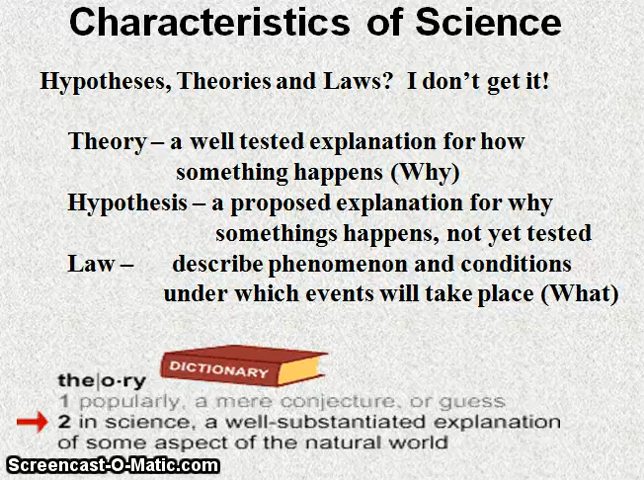 Characteristics of Science
Hypotheses, Theories and Laws? I don't get it!
Theory – a well tested explanation for how
something happens (Why)
Hypothesis – a proposed explanation for why
somethings happens, not yet tested
Law – describe phenomenon and conditions
under which events will take place (What)
DICTIONARY
the|o·ry
1 popularly, a mere conjecture, or guess
2 in science, a well-substantiated explanation
of some aspect of the natural world
Screencast-O-Matic.com